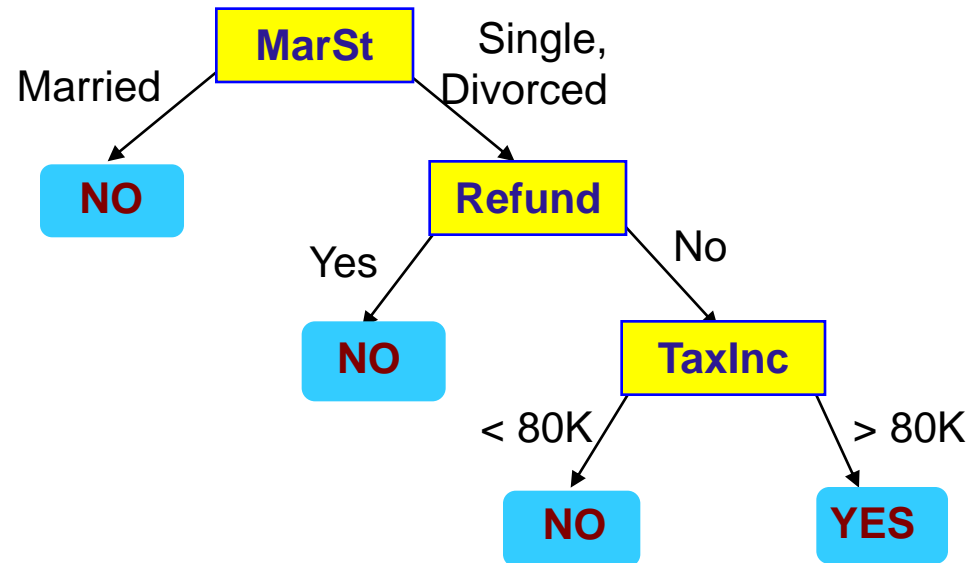 MarSt
Single,
Divorced
Married
NO
Refund
Yes
No
NO
TaxInc
< 80K
> 80K
NO
YES